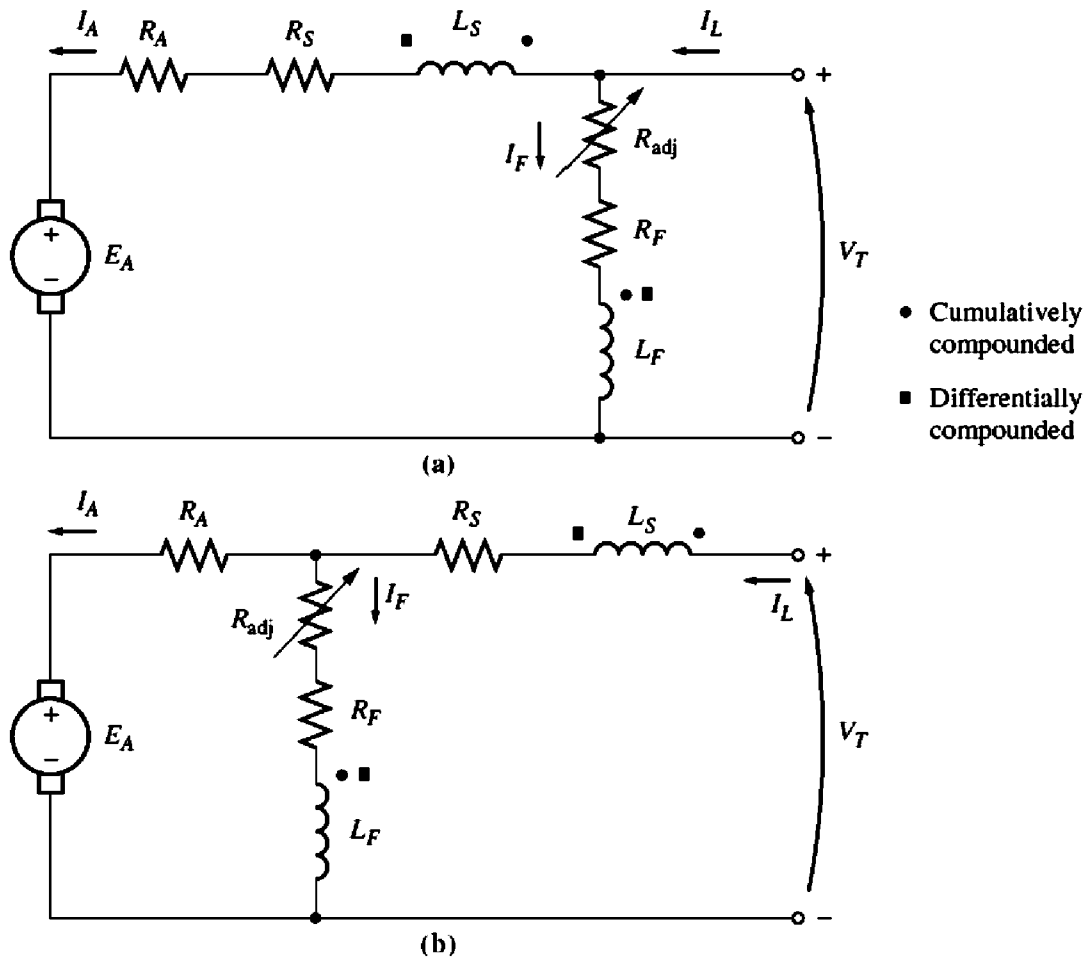 I_A R_A R_S L_S I_L
+
I_F R_adj
R_F
+ E_A V_T
−
L_F
• Cumulatively
compounded
■ Differentially
compounded
−
(a)
I_A R_A R_S L_S
+
R_adj I_F I_L
R_F
+ E_A V_T
−
L_F
−
(b)